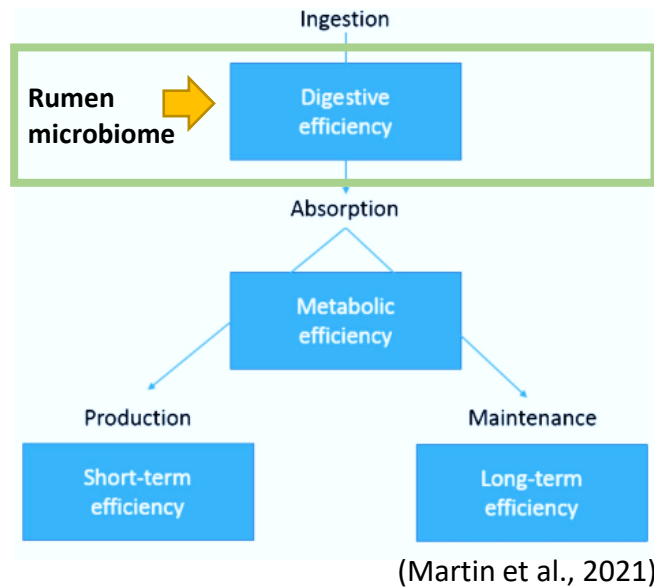 Ingestion
Rumen
microbiome
Digestive
efficiency
Absorption
Metabolic
efficiency
Production
Maintenance
Short-term
efficiency
Long-term
efficiency
(Martin et al., 2021)